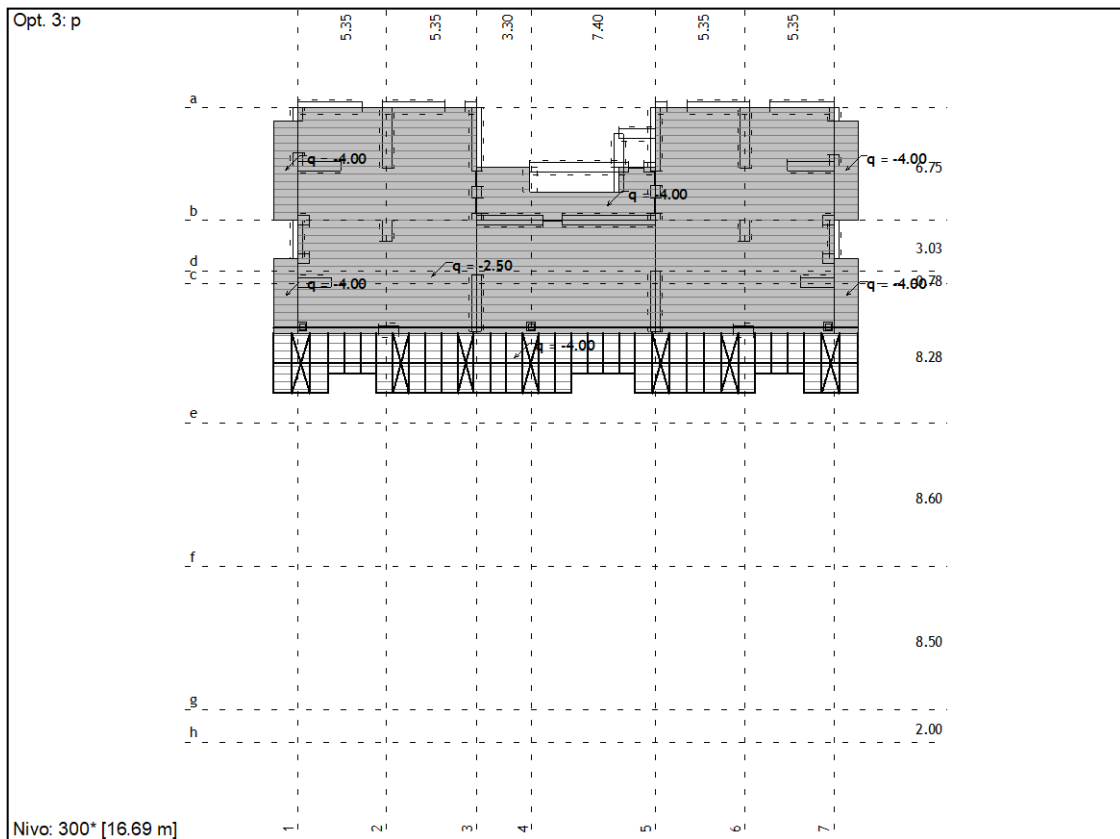 Opt. 3: p
5.35
5.35
3.30
7.40
5.35
5.35
a
q = -4.00
q = -4.00
6.75
q = -4.00
b
3.03
d
q = -2.50
c
q = -4.00
q = -4.00
0.78
q = -4.00
8.28
e
8.60
f
8.50
g
2.00
h
Nivo: 300* [16.69 m]
1
2
3
4
5
6
7